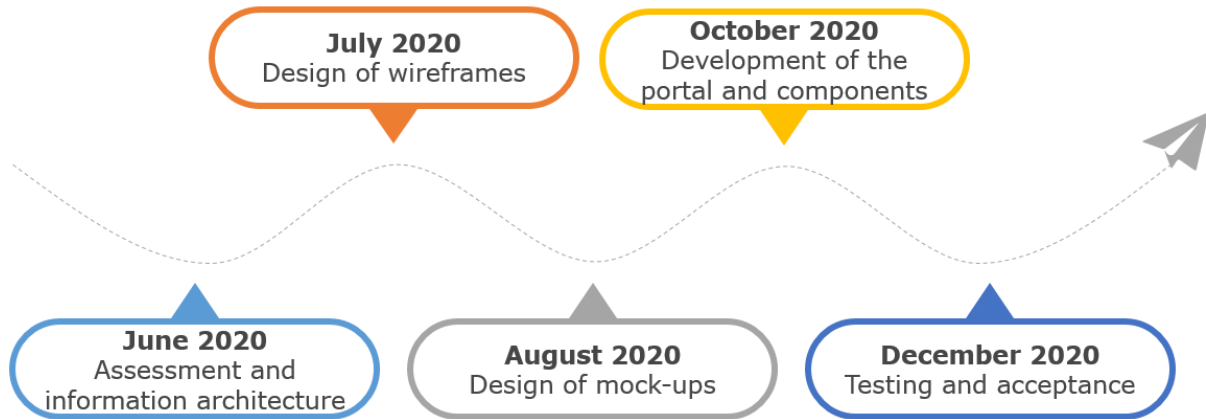 July 2020
Design of wireframes
October 2020
Development of the
portal and components
June 2020
Assessment and
information architecture
August 2020
Design of mock-ups
December 2020
Testing and acceptance